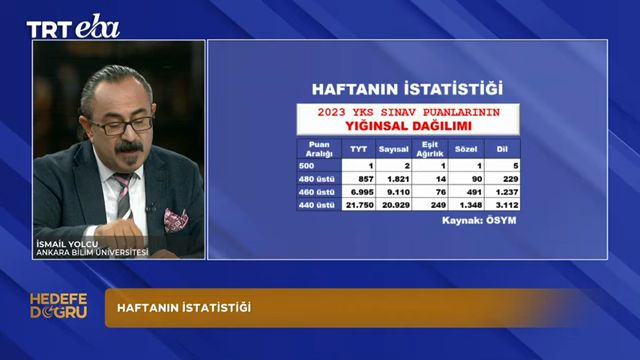 TRT eba
HAFTANIN İSTATİSTİĞİ
2023 YKS SINAV PUANLARININ
YIĞINSAL DAĞILIMI
Puan Aralığı TYT Sayısal Eşit Ağırlık Sözel Dil
500 1 2 1 1 5
480 üstü 857 1.821 14 90 229
460 üstü 6.995 9.110 76 491 1.237
440 üstü 21.750 20.929 249 1.348 3.112
Kaynak: ÖSYM
İSMAİL YOLCU
ANKARA BİLİM ÜNİVERSİTESİ
HEDEFE
DOĞRU
HAFTANIN İSTATİSTİĞİ